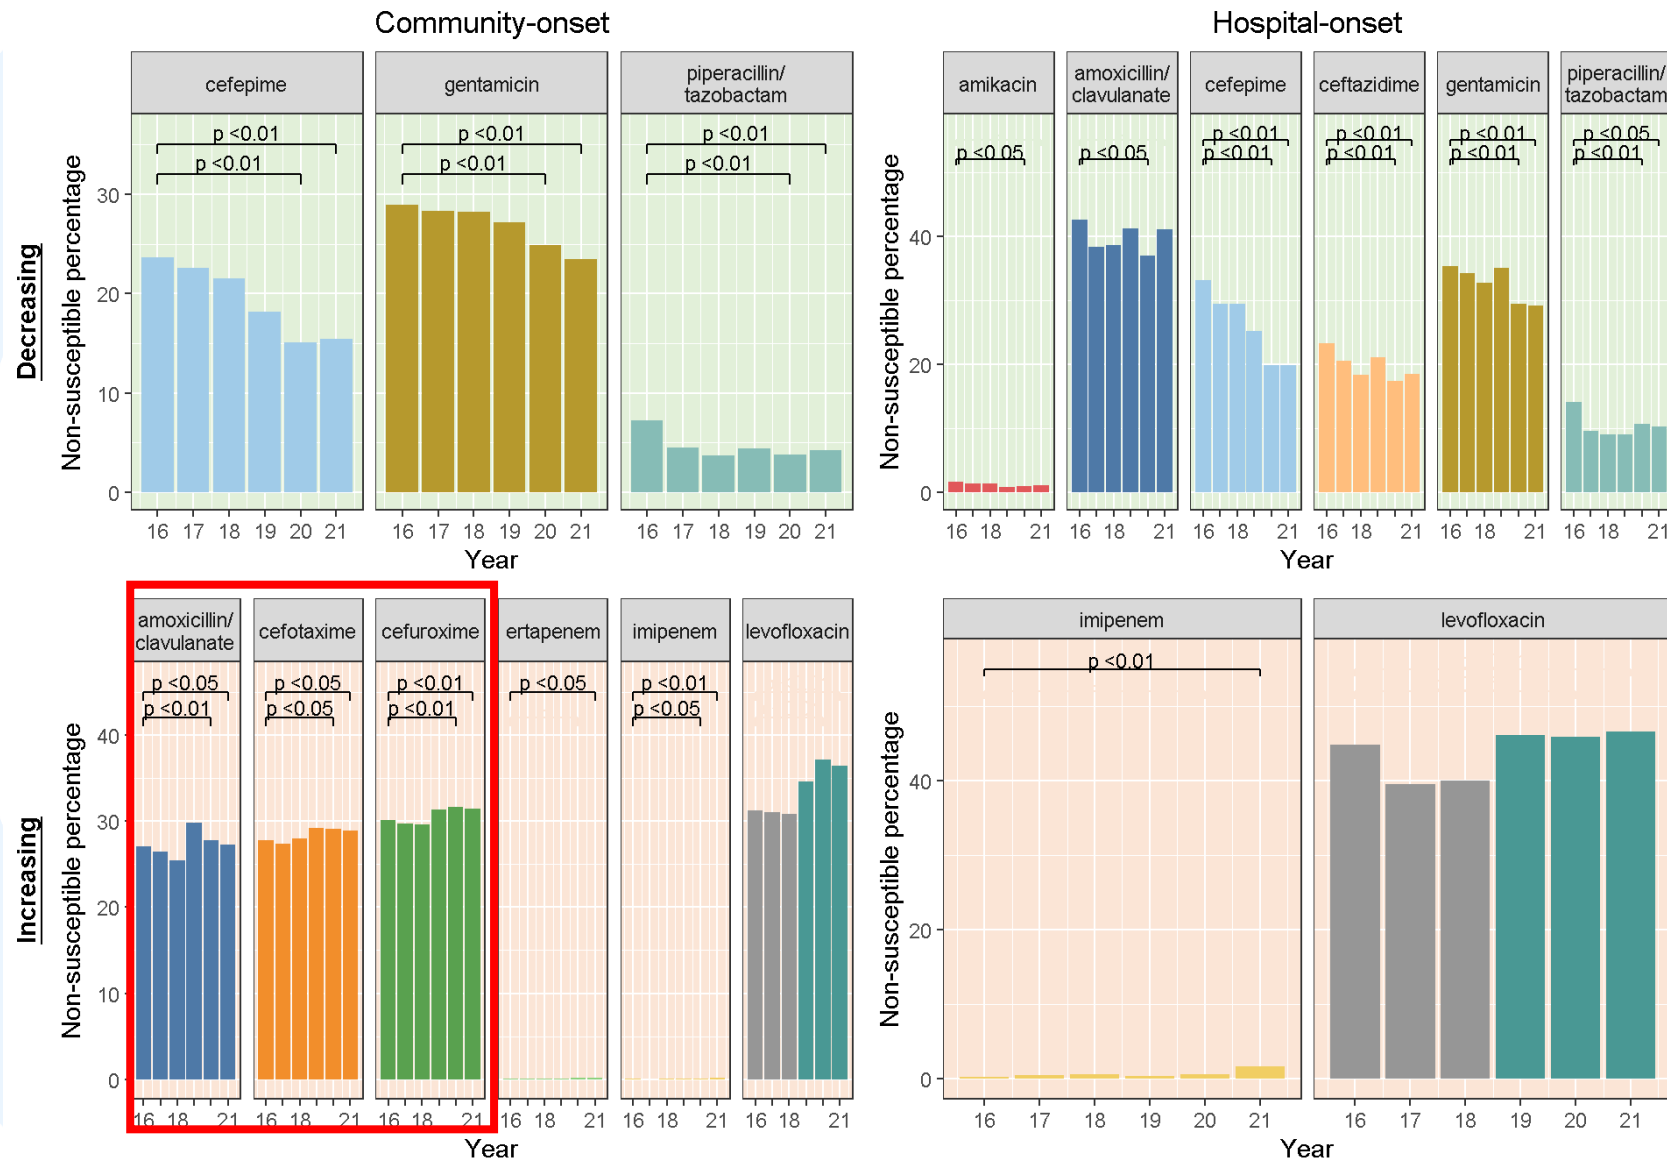 Community-onset
Hospital-onset
Decreasing
Non-susceptible percentage
30
20
10
0
cefepime
p <0.01
p <0.01
16 17 18 19 20 21
gentamicin
p <0.01
p <0.01
16 17 18 19 20 21
piperacillin/
tazobactam
p <0.01
p <0.01
16 17 18 19 20 21
Year
Non-susceptible percentage
40
20
0
amikacin
p <0.05
16 18 21
amoxicillin/
clavulanate
p <0.05
16 18 21
cefepime
p <0.01
p <0.01
16 18 21
ceftazidime
p <0.01
p <0.01
16 18 21
gentamicin
p <0.01
p <0.01
16 18 21
piperacillin/
tazobactam
p <0.05
p <0.01
16 18 21
Year
Increasing
Non-susceptible percentage
40
30
20
10
0
amoxicillin/
clavulanate
p <0.05
p <0.01
16 18 21
cefotaxime
p <0.05
p <0.05
16 18 21
cefuroxime
p <0.01
p <0.01
16 18 21
ertapenem
p <0.05
16 18 21
imipenem
p <0.01
p <0.05
16 18 21
levofloxacin
16 18 21
Year
Non-susceptible percentage
40
20
0
imipenem
p <0.01
16 17 18 19 20 21
levofloxacin
16 17 18 19 20 21
Year